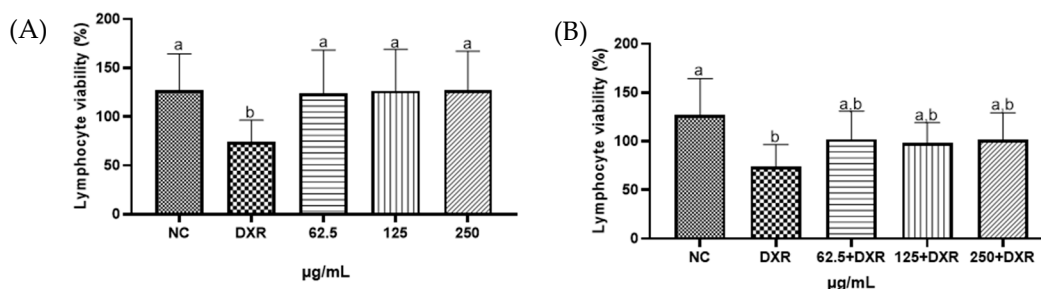 (A)
Lymphocyte viability (%)
200
150
100
50
0
a
b
a
a
a
NC DXR 62.5 125 250
µg/mL
(B)
Lymphocyte viability (%)
200
150
100
50
0
a
b
a,b
a,b
a,b
NC DXR 62.5+DXR 125+DXR 250+DXR
µg/mL